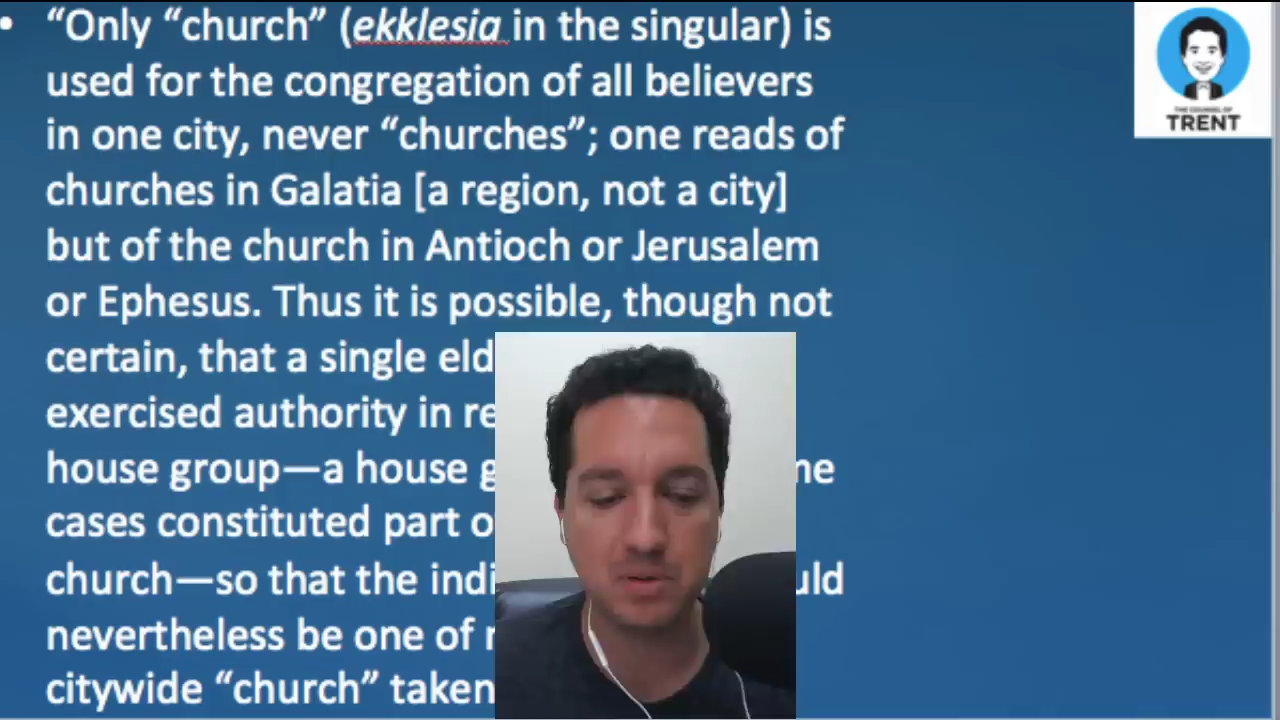 • “Only “church” (ekklesia in the singular) is
used for the congregation of all believers
in one city, never “churches”; one reads of
churches in Galatia [a region, not a city]
but of the church in Antioch or Jerusalem
or Ephesus. Thus it is possible, though not
certain, that a single
exercised authority in
house group—a house
cases constituted part
church—so that the
nevertheless be one of
citywide “church” taken
THE COUNSEL OF
TRENT